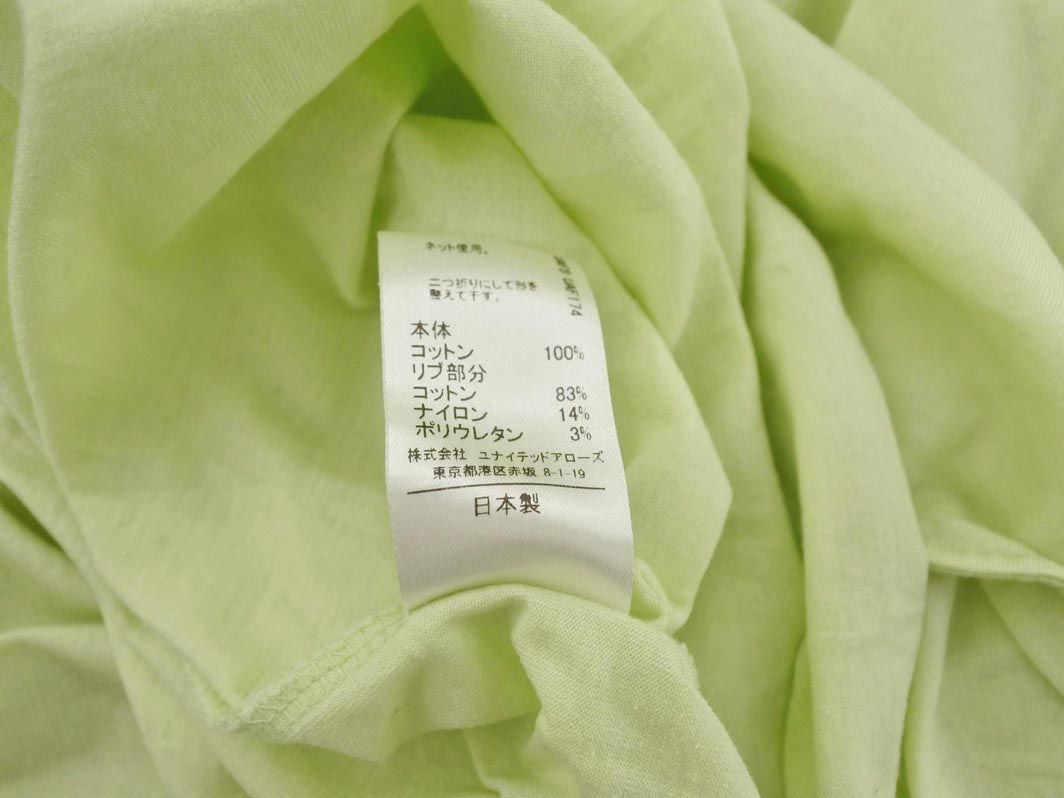 ネット使用。
二つ折りにして形を
整えて干す。
本体
コットン 100%
リブ部分
コットン 83%
ナイロン 14%
ポリウレタン 3%
株式会社 ユナイテッドアローズ
東京都港区赤坂 8-1-19
日本製